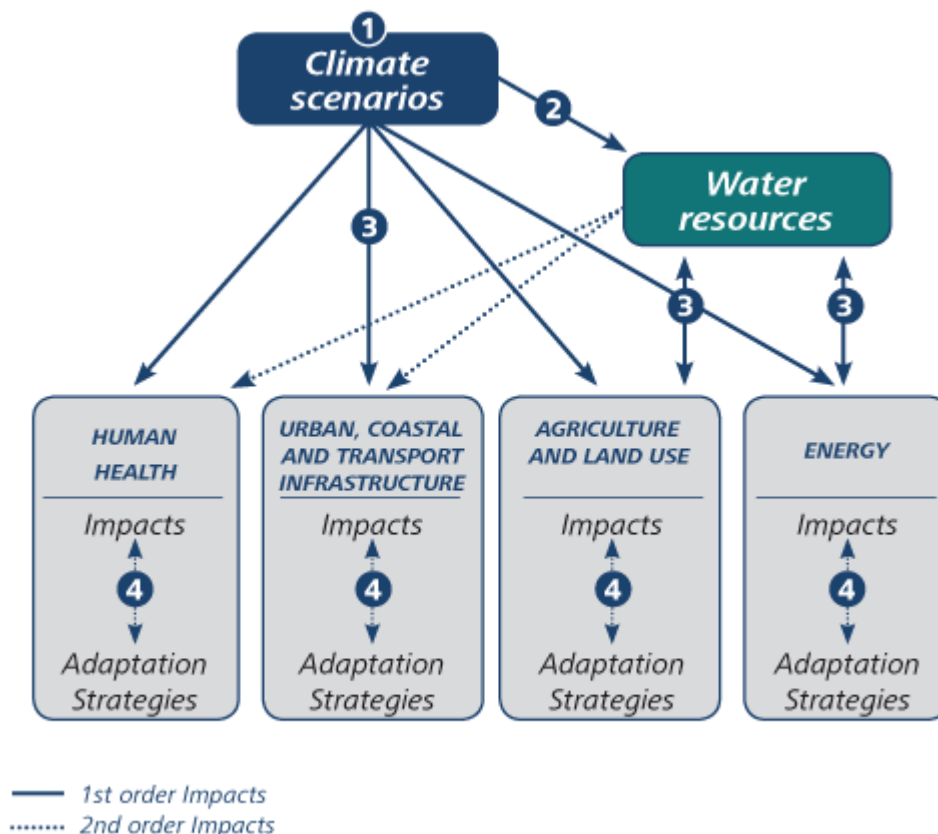 1
Climate
scenarios
2
Water
resources
3
3
3
HUMAN
HEALTH
Impacts
4
Adaptation
Strategies
URBAN, COASTAL
AND TRANSPORT
INFRASTRUCTURE
Impacts
4
Adaptation
Strategies
AGRICULTURE
AND LAND USE
Impacts
4
Adaptation
Strategies
ENERGY
Impacts
4
Adaptation
Strategies
1st order Impacts
2nd order Impacts